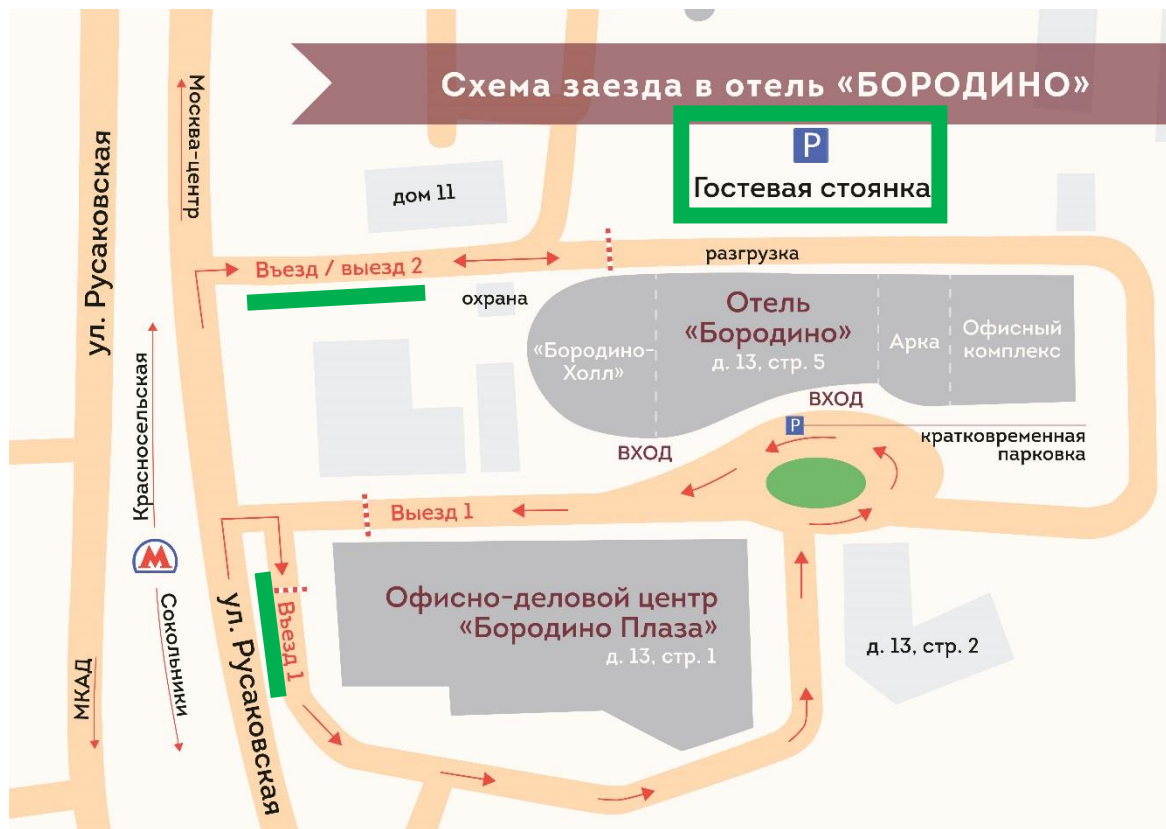 Схема заезда в отель «БОРОДИНО»
P
Гостевая стоянка
Москва-центр
ул. Русаковская
дом 11
Въезд / выезд 2
охрана
разгрузка
Отель
«Бородино»
д. 13, стр. 5
«Бородино-
Холл»
Арка
Офисный
комплекс
ВХОД
P
кратковременная
парковка
ВХОД
Красносельская
М
Сокольники
МКАД
Выезд 1
Въезд 1
ул. Русаковская
Офисно-деловой центр
«Бородино Плаза»
д. 13, стр. 1
д. 13, стр. 2